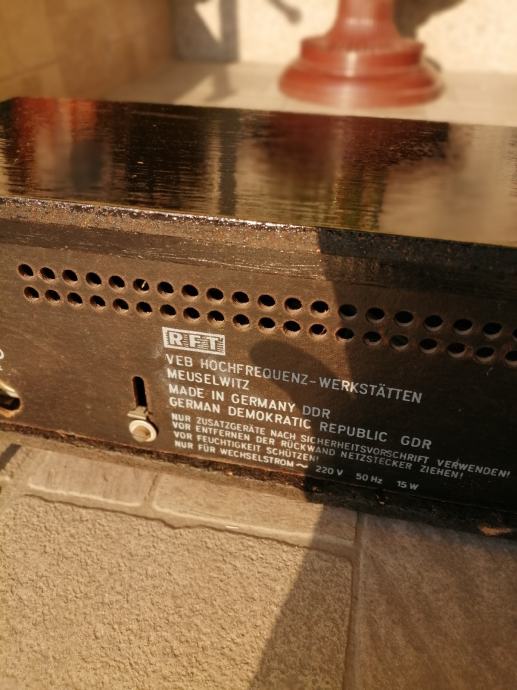 RFT
VEB HOCHFREQUENZ-WERKSTÄTTEN
MEUSELWITZ
MADE IN GERMANY DDR
GERMAN DEMOKRATIC REPUBLIC GDR
NUR ZUSATZGERÄTE NACH SICHERHEITSVORSCHRIFT VERWENDEN!
VOR ENTFERNEN DER RÜCKWAND NETZSTECKER ZIEHEN!
VOR FEUCHTIGKEIT SCHÜTZEN!
NUR FÜR WECHSELSTROM ~ 220 V 50 Hz 15 W